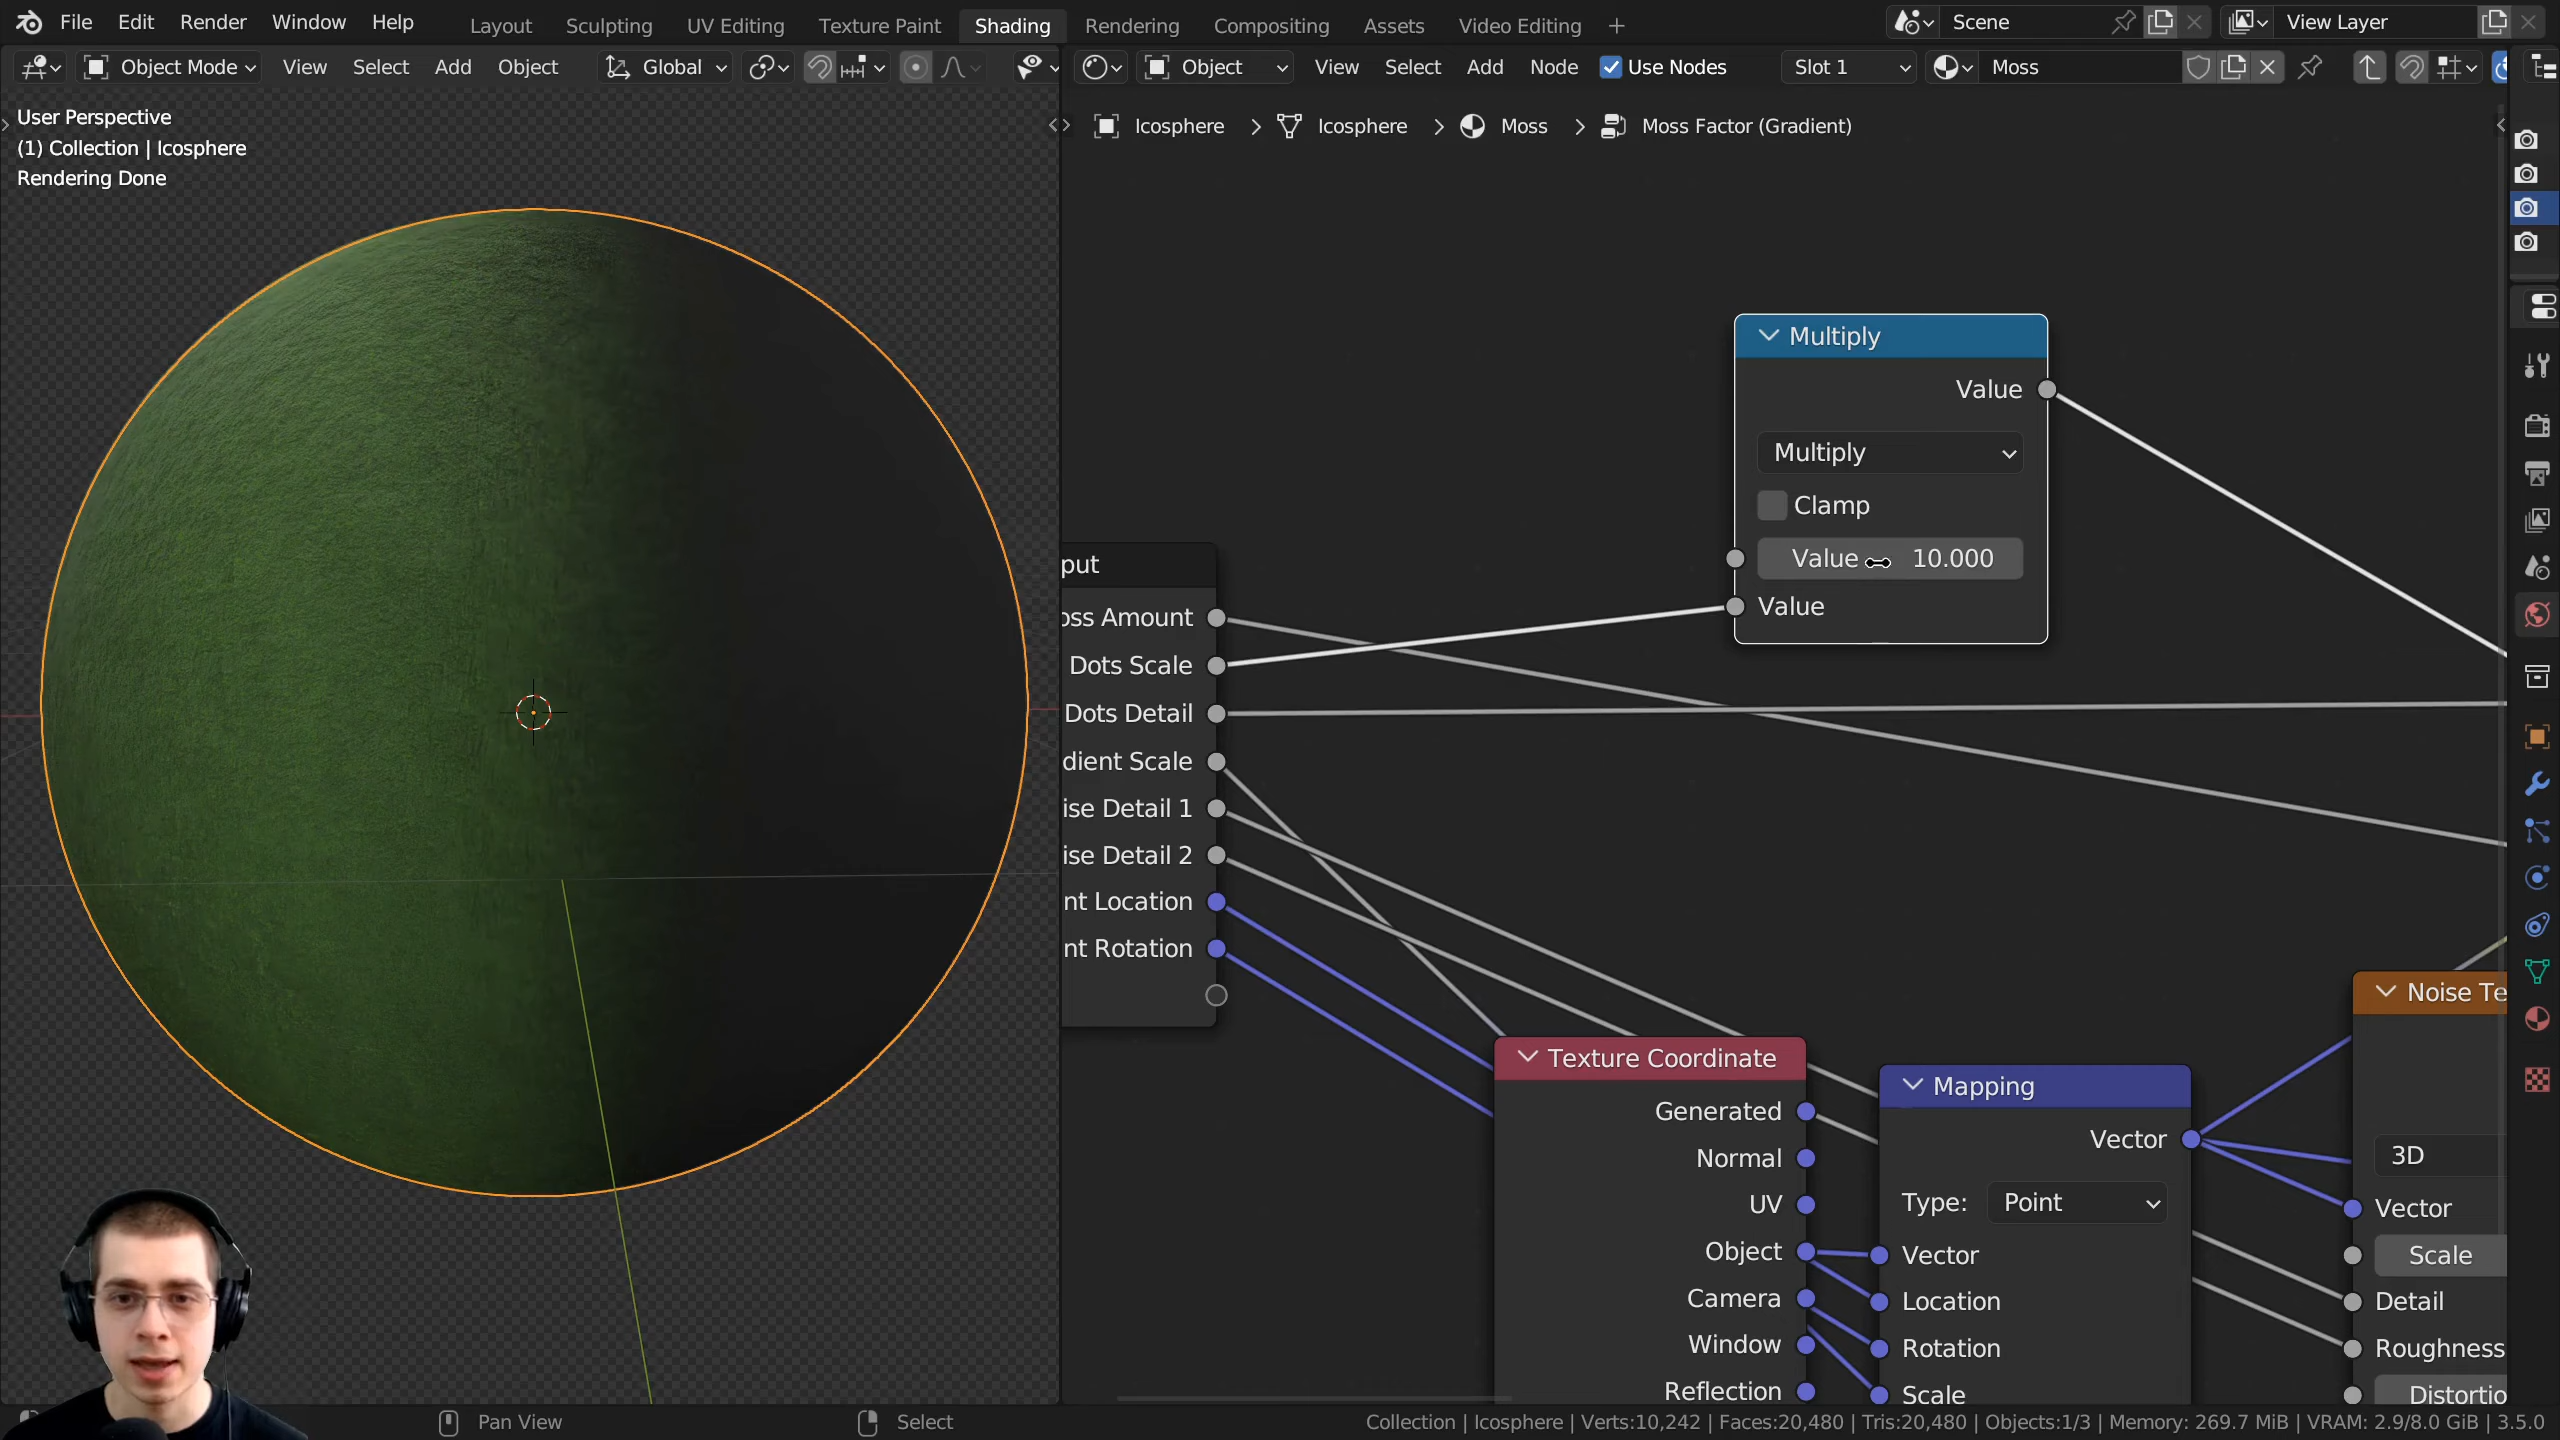 File Edit Render Window Help Layout Sculpting UV Editing Texture Paint Shading Rendering Compositing Assets Video Editing + Scene View Layer
Object Mode View Select Add Object Global Object View Select Add Node Use Nodes Slot 1 Moss
User Perspective
(1) Collection | Icosphere
Rendering Done
Icosphere > Icosphere > Moss > Moss Factor (Gradient)
Multiply
Value
Multiply
Clamp
Value 10.000
Value
put
oss Amount
Dots Scale
Dots Detail
dient Scale
ise Detail 1
ise Detail 2
nt Location
nt Rotation
Texture Coordinate
Generated
Normal
UV
Object
Camera
Window
Reflection
Mapping
Vector
Type: Point
Vector
Location
Rotation
Scale
Noise Te
3D
Vector
Scale
Detail
Roughness
Distortio
Pan View Select Collection | Icosphere | Verts:10,242 | Faces:20,480 | Tris:20,480 | Objects:1/3 | Memory: 269.7 MiB | VRAM: 2.9/8.0 GiB | 3.5.0